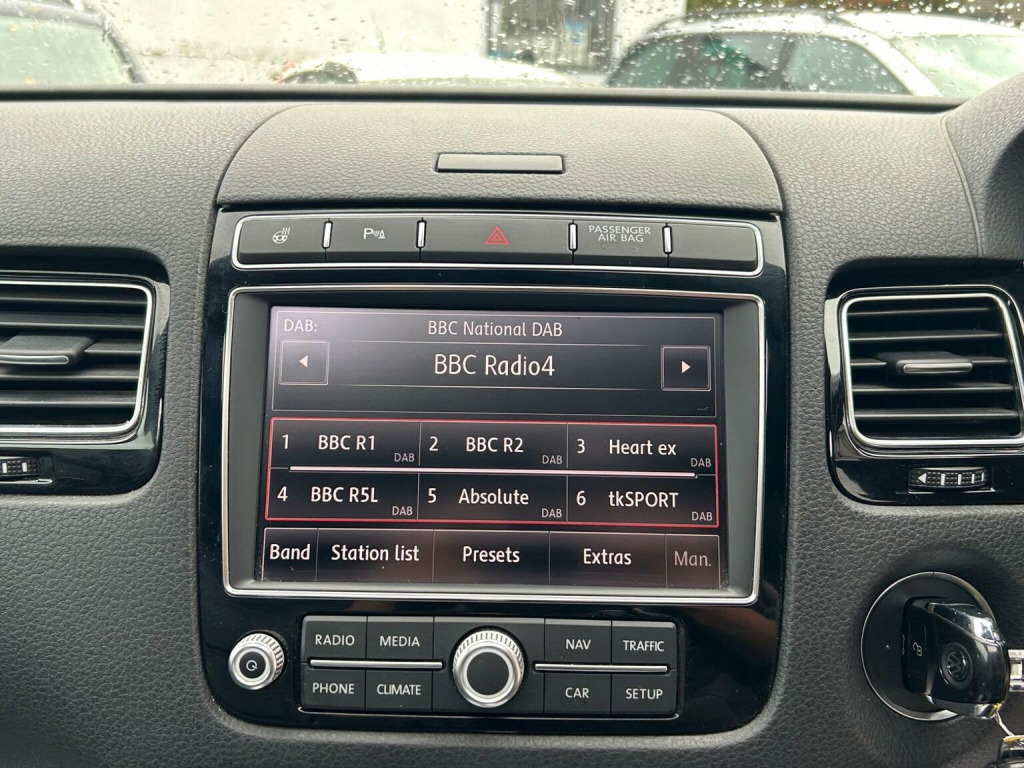 PASSENGER
AIR BAG
DAB:
BBC National DAB
BBC Radio4
1 BBC R1 DAB 2 BBC R2 DAB 3 Heart ex DAB
4 BBC R5L DAB 5 Absolute DAB 6 tkSPORT DAB
Band Station list Presets Extras Man.
RADIO MEDIA NAV TRAFFIC
PHONE CLIMATE CAR SETUP